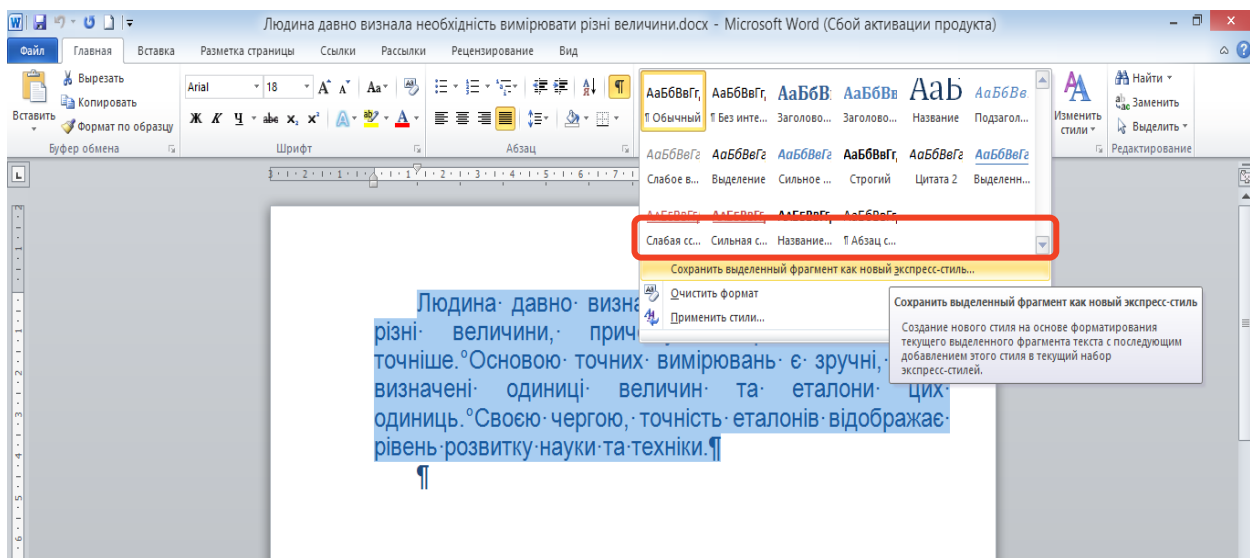 Людина давно визнала необхідність вимірювати різні величини.docx - Microsoft Word (Сбой активации продукта)
Файл Главная Вставка Разметка страницы Ссылки Рассылки Рецензирование Вид
Вставить
Вырезать
Копировать
Формат по образцу
Буфер обмена
Arial 18
Ж К Ч abc x₂ x²
Шрифт
Абзац
АаБбВвГг, АаБбВвГг, АаБбВ АаБбВв АаЬ АаБбВв.
¶ Обычный ¶ Без инте... Заголово... Заголово... Название Подзагол...
АаБбВвГг АаБбВвГг АаБбВвГг АаБбВвГг, АаБбВвГг АаБбВвГг
Слабое в... Выделение Сильное ... Строгий Цитата 2 Выделенн...
Слабая сс... Сильная с... Название... ¶ Абзац с...
Сохранить выделенный фрагмент как новый экспресс-стиль...
Очистить формат
Применить стили...
Изменить стили
Найти
Заменить
Выделить
Редактирование
Сохранить выделенный фрагмент как новый экспресс-стиль
Создание нового стиля на основе форматирования
текущего выделенного фрагмента текста с последующим
добавлением этого стиля в текущий набор
экспресс-стилей.
Людина давно визна
різні величини, прич
точніше. Основою точних вимірювань є зручні,
визначені одиниці величин та еталони цих
одиниць. Своєю чергою, точність еталонів відображає
рівень розвитку науки та техніки.¶
¶